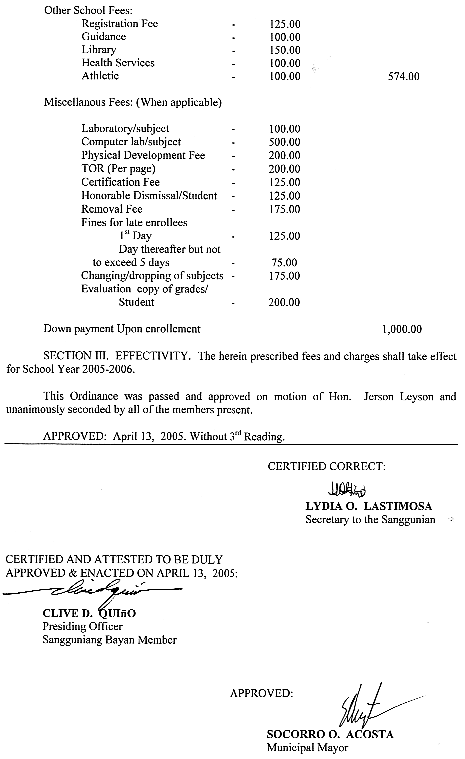 Other School Fees:
Registration Fee - 125.00
Guidance - 100.00
Library - 150.00
Health Services - 100.00
Athletic - 100.00 574.00
Miscellanous Fees: (When applicable)
Laboratory/subject - 100.00
Computer lab/subject - 500.00
Physical Development Fee - 200.00
TOR (Per page) - 200.00
Certification Fee - 125.00
Honorable Dismissal/Student - 125.00
Removal Fee - 175.00
Fines for late enrollees
1st Day - 125.00
Day thereafter but not
to exceed 5 days - 75.00
Changing/dropping of subjects - 175.00
Evaluation copy of grades/
Student - 200.00
Down payment Upon enrollement 1,000.00
SECTION III. EFFECTIVITY. The herein prescribed fees and charges shall take effect
for School Year 2005-2006.
This Ordinance was passed and approved on motion of Hon. Jerson Leyson and
unanimously seconded by all of the members present.
APPROVED: April 13, 2005. Without 3rd Reading.
CERTIFIED CORRECT:
LYDIA O. LASTIMOSA
Secretary to the Sanggunian
CERTIFIED AND ATTESTED TO BE DULY
APPROVED & ENACTED ON APRIL 13, 2005:
CLIVE D. QUIñO
Presiding Officer
Sangguniang Bayan Member
APPROVED:
SOCORRO O. ACOSTA
Municipal Mayor